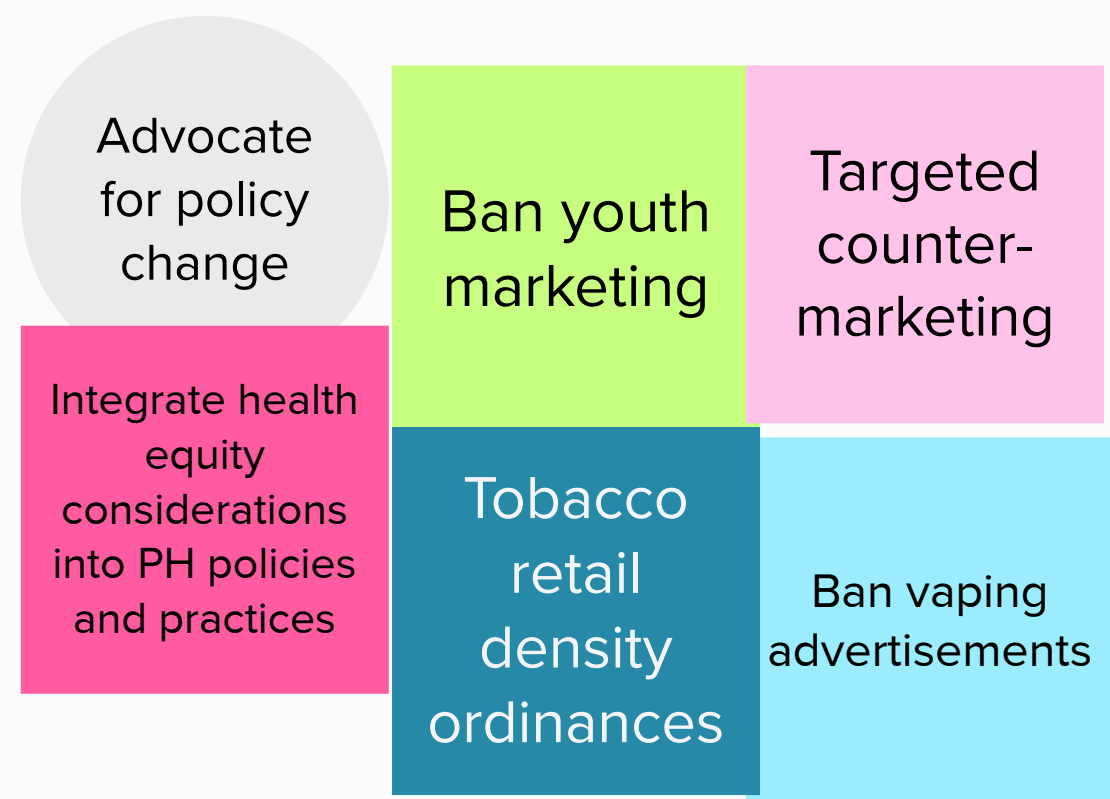 Advocate
for policy
change
Ban youth
marketing
Targeted
counter-
marketing
Integrate health
equity
considerations
into PH policies
and practices
Tobacco
retail
density
ordinances
Ban vaping
advertisements